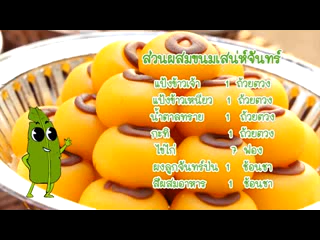 ส่วนผสมขนมเสน่ห์จันทร์
แป้งข้าวเจ้า 1 ถ้วยตวง
แป้งข้าวเหนียว 1 ถ้วยตวง
น้ำตาลทราย 1 ถ้วยตวง
กะทิ 1 ถ้วยตวง
ไข่ไก่ ? ฟอง
ผงลูกจันทร์ป่น 1 ช้อนชา
สีผสมอาหาร 1 ช้อนชา